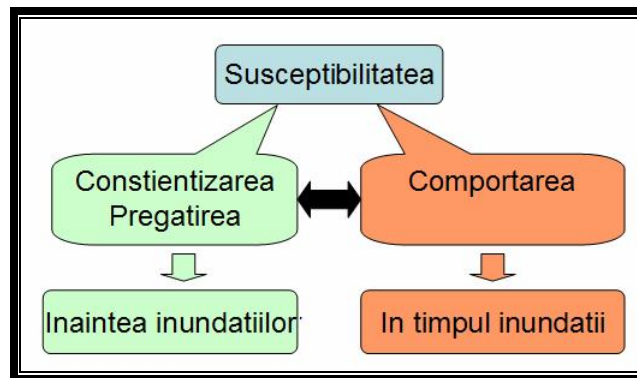 Susceptibilitatea
Constientizarea
Pregatirea
Comportarea
Inaintea inundatiilor
In timpul inundatii